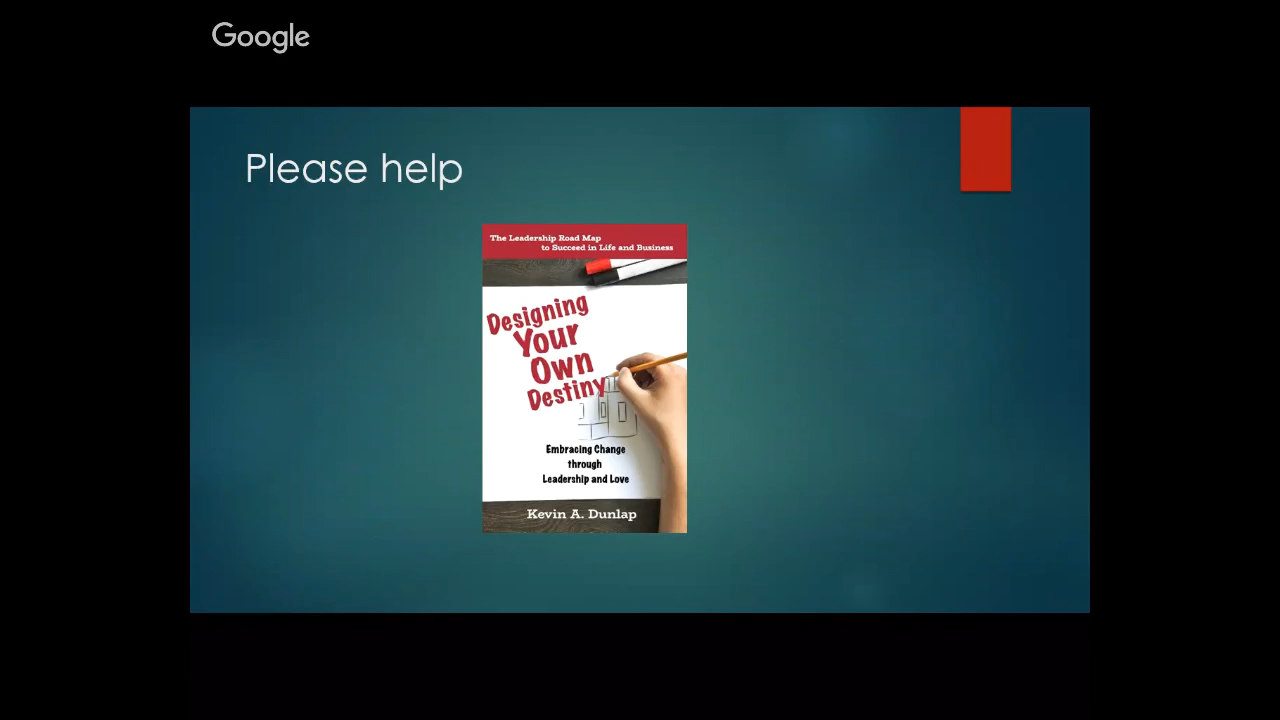 Google
Please help
The Leadership Road Map
to Succeed in Life and Business
Designing
Your
Own
Destiny
Embracing Change
through
Leadership and Love
Kevin A. Dunlap